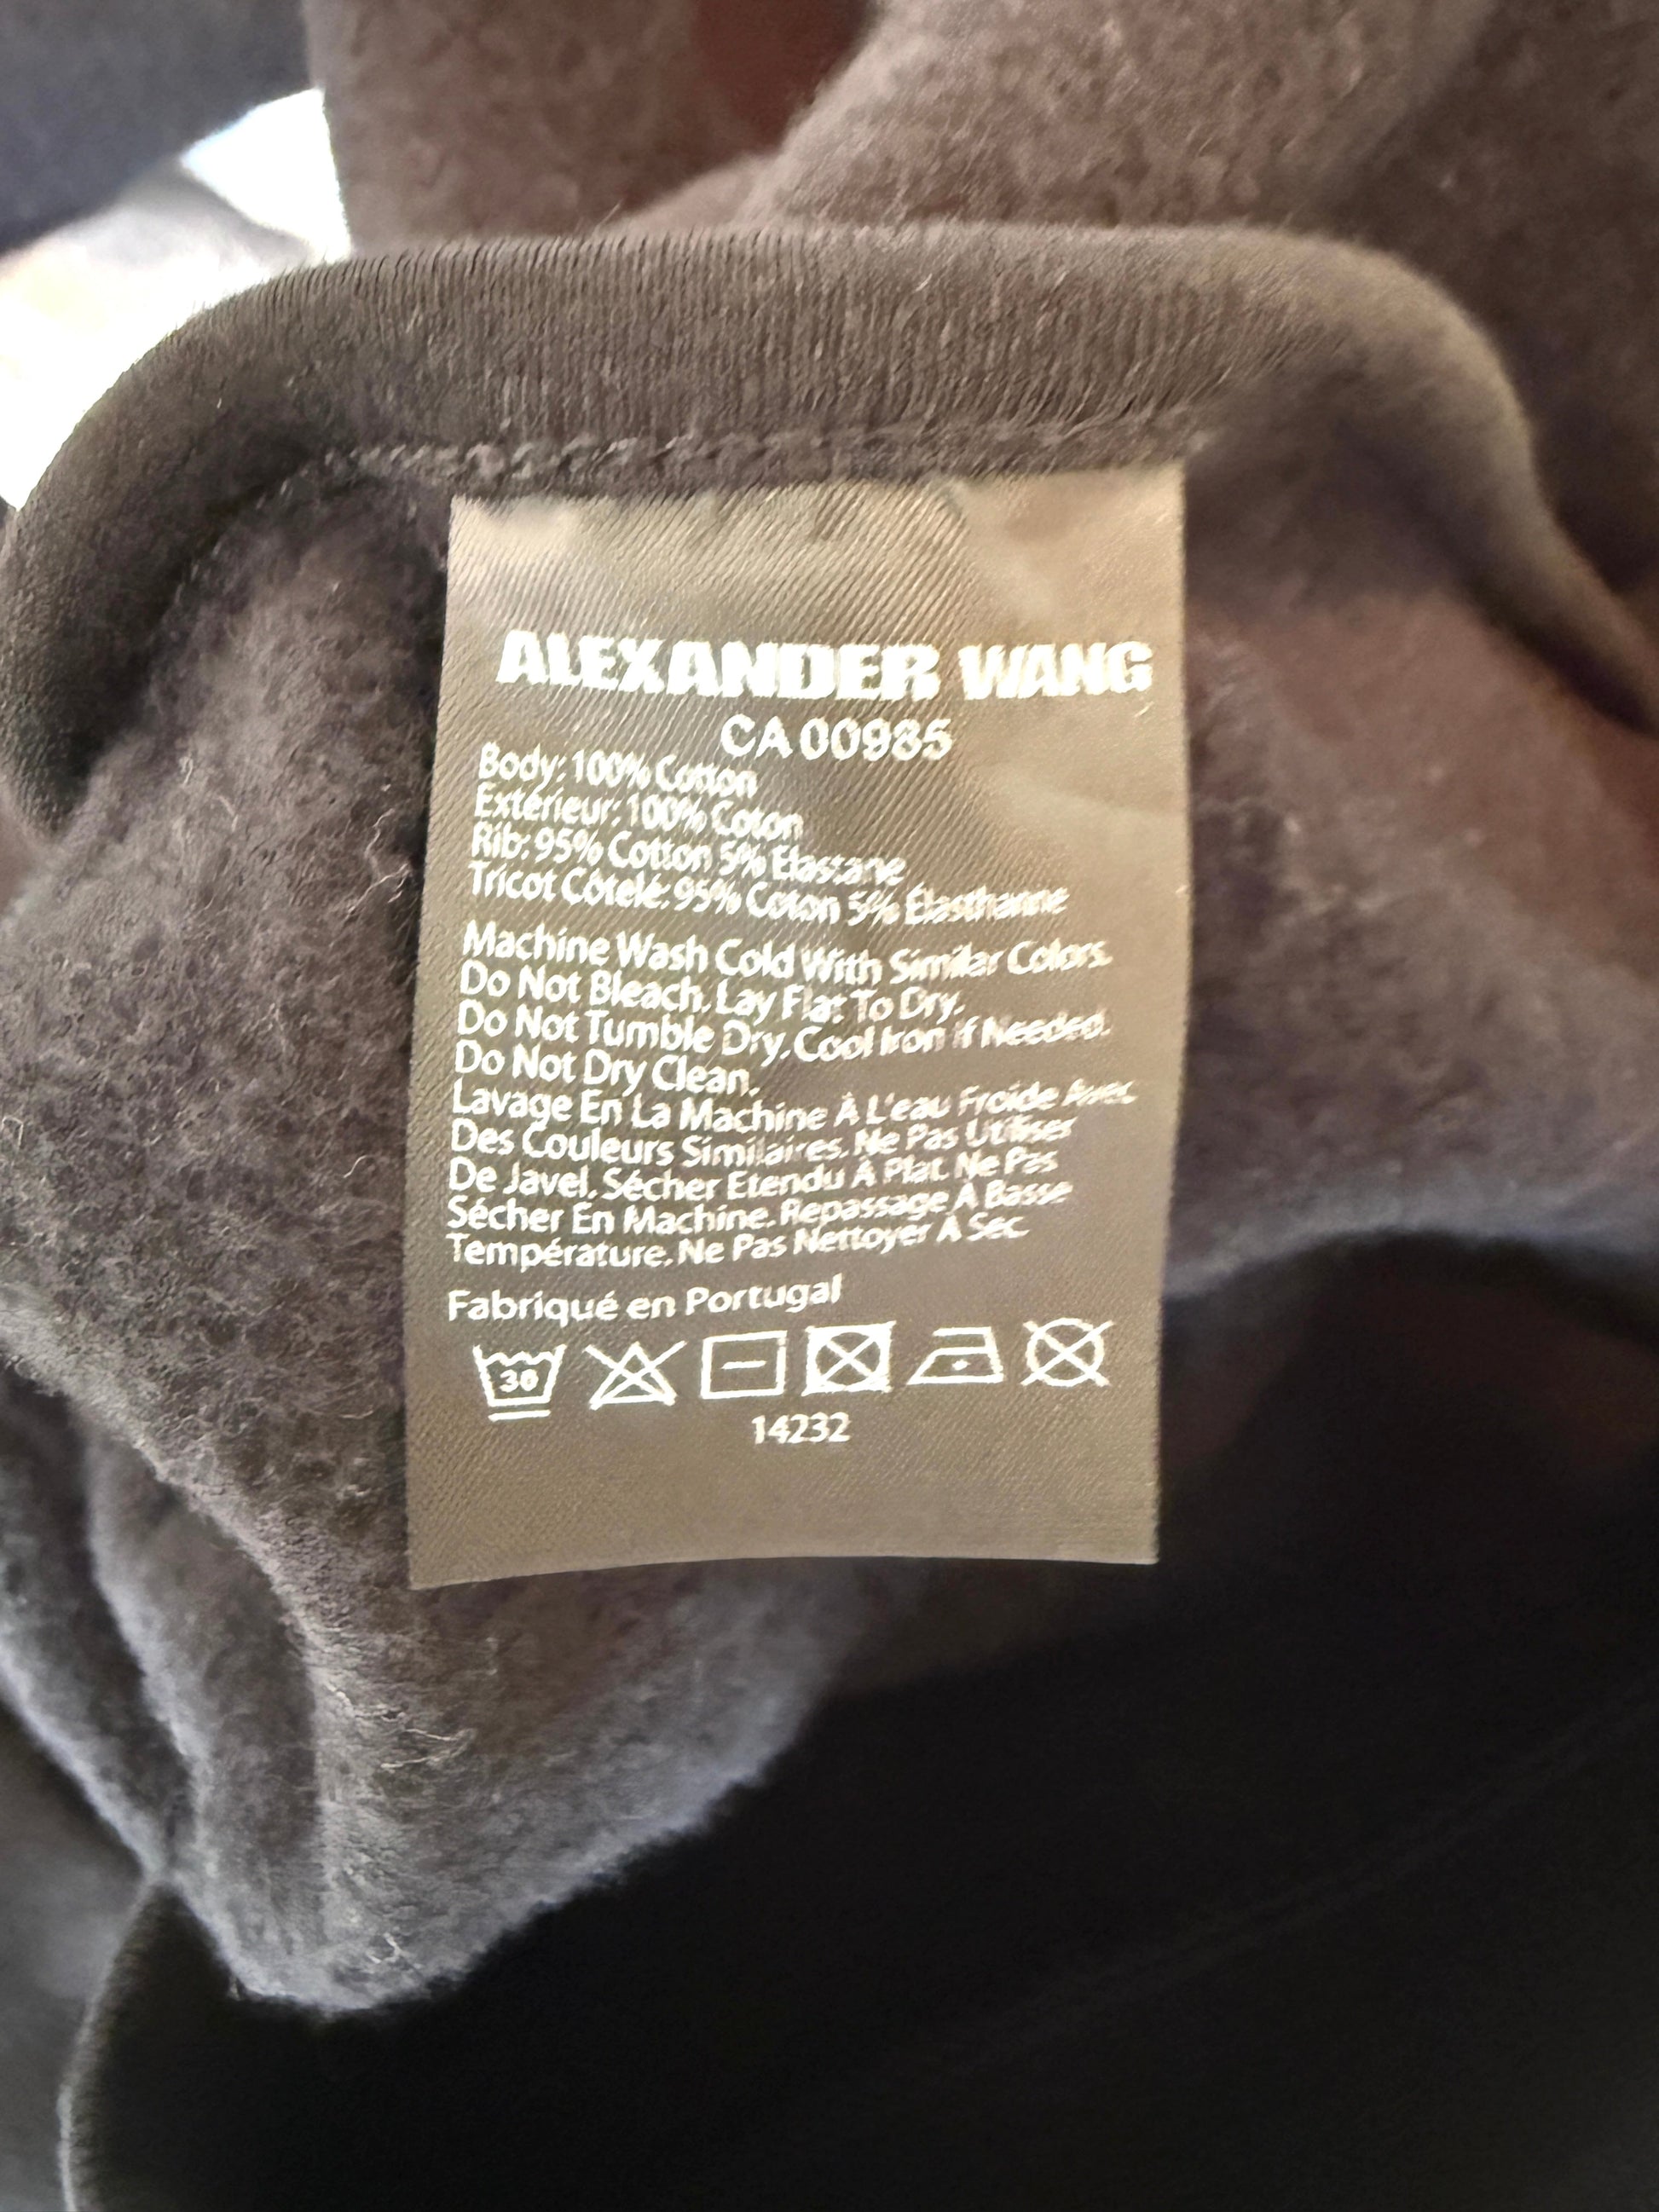 ALEXANDER WANG
CA 00985
Body: 100% Cotton
Extérieur: 100% Coton
Rib: 95% Cotton 5% Elastane
Tricot Côtelé: 95% Coton 5% Élasthanne
Machine Wash Cold With Similar Colors.
Do Not Bleach. Lay Flat To Dry.
Do Not Tumble Dry. Cool Iron if Needed.
Do Not Dry Clean.
Lavage En La Machine À L'eau Froide Avec
Des Couleurs Similaires. Ne Pas Utiliser
De Javel. Sécher Etendu À Plat. Ne Pas
Sécher En Machine. Repassage À Basse
Température. Ne Pas Nettoyer À Sec
Fabriqué en Portugal
30
14232